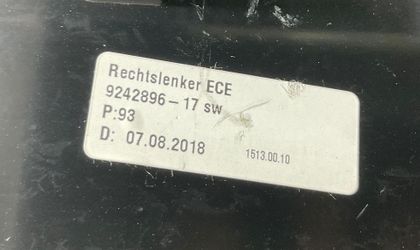 Rechtslenker ECE
9242896-17 sw
P:93
D: 07.08.2018 1513.00.10